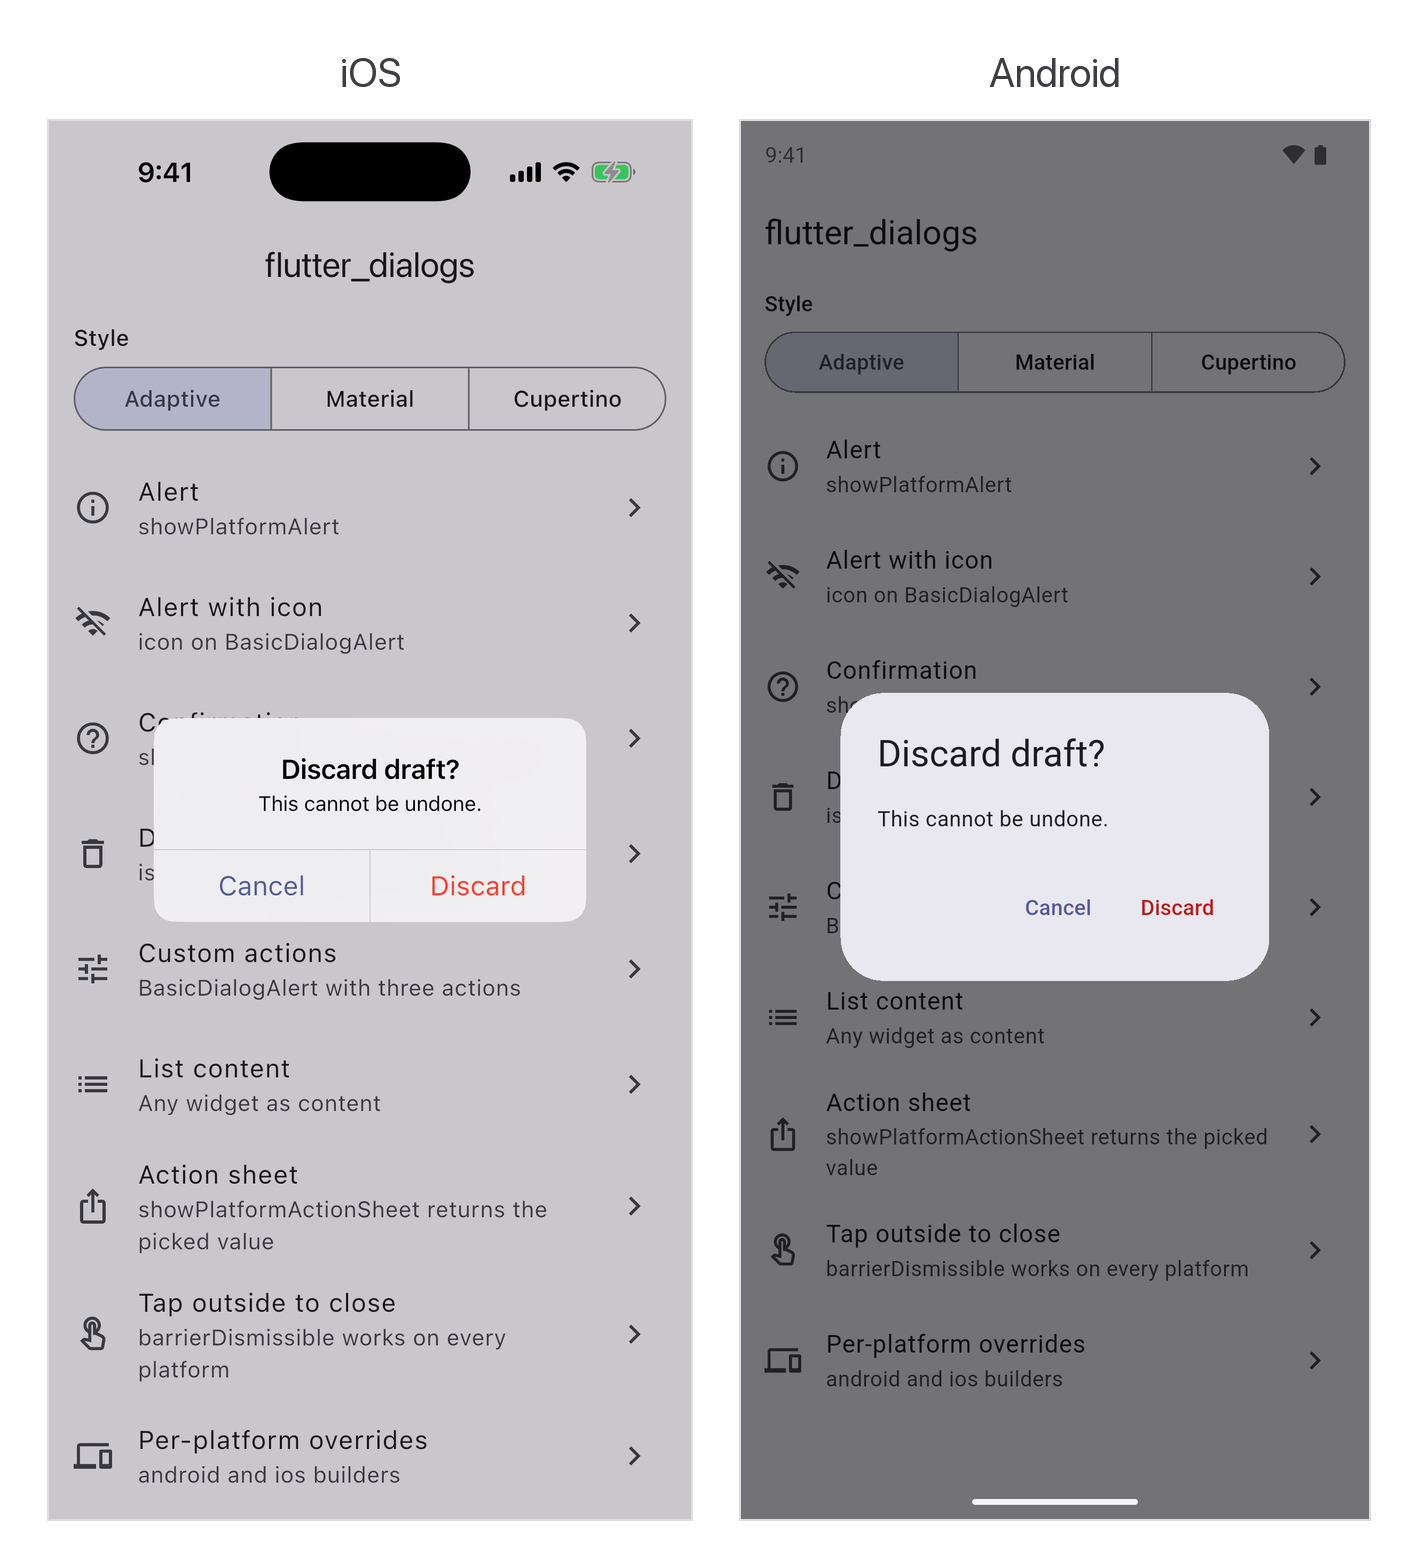 iOS
9:41
flutter_dialogs
Style
Adaptive
Material
Cupertino
Alert
showPlatformAlert
Alert with icon
icon on BasicDialogAlert
Discard draft?
This cannot be undone.
Cancel
Discard
Custom actions
BasicDialogAlert with three actions
List content
Any widget as content
Action sheet
showPlatformActionSheet returns the
picked value
Tap outside to close
barrierDismissible works on every
platform
Per-platform overrides
android and ios builders
Android
9:41
flutter_dialogs
Style
Adaptive
Material
Cupertino
Alert
showPlatformAlert
Alert with icon
icon on BasicDialogAlert
Confirmation
Discard draft?
This cannot be undone.
Cancel
Discard
List content
Any widget as content
Action sheet
showPlatformActionSheet returns the picked
value
Tap outside to close
barrierDismissible works on every platform
Per-platform overrides
android and ios builders